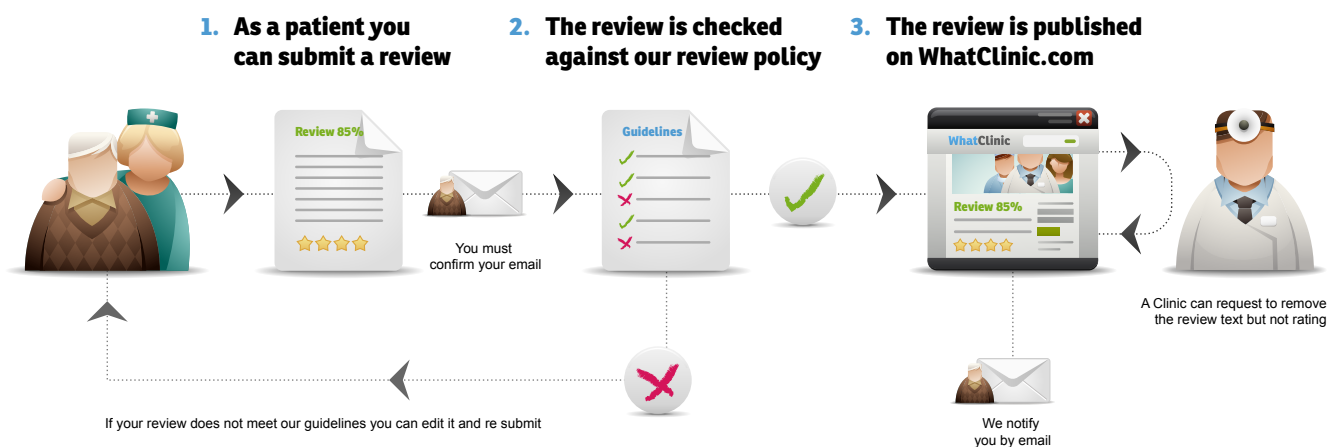 1. As a patient you
can submit a review
2. The review is checked
against our review policy
3. The review is published
on WhatClinic.com
Review 85%
You must
confirm your email
Guidelines
WhatClinic
Review 85%
A Clinic can request to remove
the review text but not rating
If your review does not meet our guidelines you can edit it and re submit
We notify
you by email